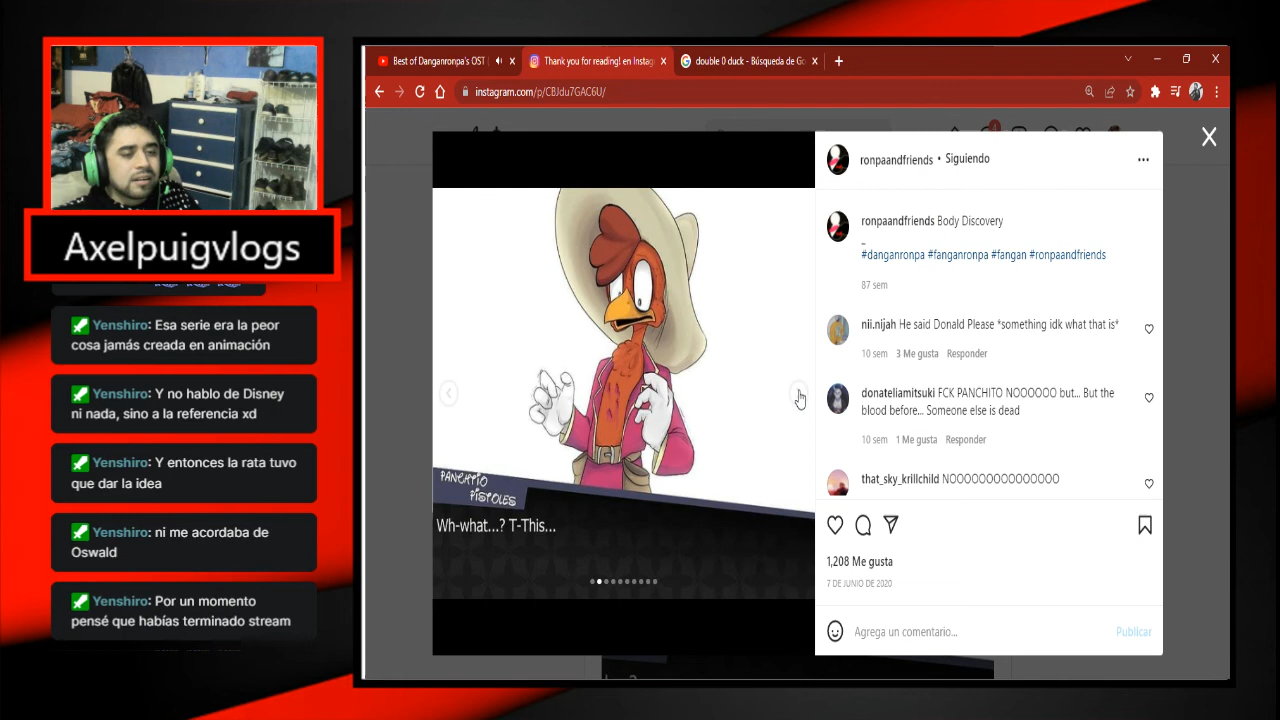 Axelpuigvlogs
Yenshiro: Esa serie era la peor
cosa jamás creada en animación
Yenshiro: Y no hablo de Disney
ni nada, sino a la referencia xd
Yenshiro: Y entonces la rata tuvo
que dar la idea
Yenshiro: ni me acordaba de
Oswald
Yenshiro: Por un momento
pensé que habías terminado stream
Best of Danganronpa's OST
Thank you for reading! en Instag
double 0 duck - Búsqueda de Go
instagram.com/p/CBJdu7GAC6U/
PANCHITO
PISTOLES
Wh-what...? T-This...
ronpaandfriends • Siguiendo
ronpaandfriends Body Discovery
_
#danganronpa #fanganronpa #fangan #ronpaandfriends
87 sem
nii.nijah He said Donald Please *something idk what that is*
10 sem 3 Me gusta Responder
donateliamitsuki FCK PANCHITO NOOOOOO but... But the
blood before... Someone else is dead
10 sem 1 Me gusta Responder
that_sky_krillchild NOOOOOOOOOOOOOOO
1,208 Me gusta
7 DE JUNIO DE 2020
Agrega un comentario...
Publicar